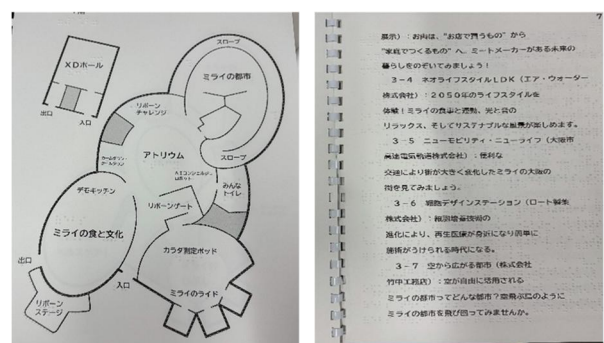 XDホール
出口
入口
スロープ
ミライの都市
リボーン
チャレンジ
アトリウム
スロープ
みんな
トイレ
デモキッチン
リボーンゲート
ミライの食と文化
カラダ測定ポッド
出口
入口
ミライのライド
リボーン
ステージ
7
展示）：お肉は、“お店で買うもの”から
“家庭でつくるもの”へ。ミートメーカーがある未来の
暮らしをのぞいてみましょう！
3－4　ネオライフスタイルLDK（エア・ウォーター
株式会社）：2050年のライフスタイルを
体験！ミライの食事と運動、光と音の
リラックス、そしてサステナブルな風景が楽しめます。
3－5　ニューモビリティ・ニューライフ（大阪市
高速電気軌道株式会社）：便利な
交通により街が大きく変化したミライの大阪の
街を見てみましょう。
3－6　細胞デザインステーション（ロート製薬
株式会社）：細胞培養技術の
進化により、再生医療が身近になり簡単に
施術がうけられる時代になる。
3－7　空から広がる都市（株式会社
竹中工務店）：空が自由に活用される
ミライの都市ってどんな都市？空飛ぶ鳥のように
ミライの都市を飛び回ってみませんか。